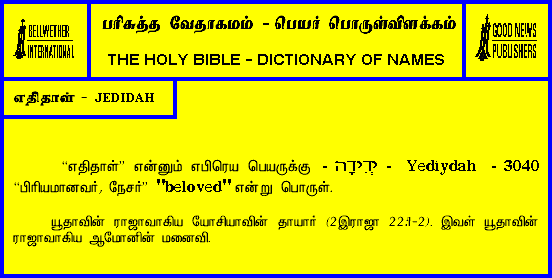 BELLWETHER
INTERNATIONAL
பரிசுத்த வேதாகமம் - பெயர் பொருள்விளக்கம்
THE HOLY BIBLE - DICTIONARY OF NAMES
GOOD NEWS
PUBLISHERS
எதிதாள் - JEDIDAH
“எதிதாள்” என்னும் எபிரெய பெயருக்கு - יְדִידָה - Yediydah - 3040
“பிரியமானவர், நேசர்” "beloved" என்று பொருள்.
யூதாவின் ராஜாவாகிய யோசியாவின் தாயார் (2இராஜா 22:1-2). இவள் யூதாவின்
ராஜாவாகிய ஆமோனின் மனைவி.